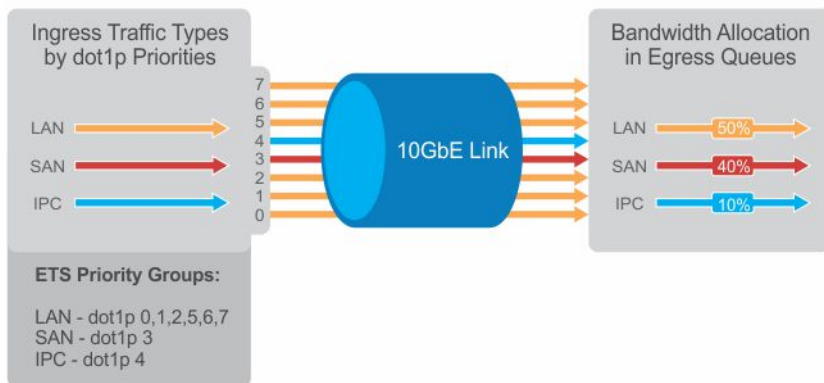 Ingress Traffic Types
by dot1p Priorities
LAN
SAN
IPC
7
6
5
4
3
2
1
0
10GbE Link
Bandwidth Allocation
in Egress Queues
LAN 50%
SAN 40%
IPC 10%
ETS Priority Groups:
LAN - dot1p 0,1,2,5,6,7
SAN - dot1p 3
IPC - dot1p 4